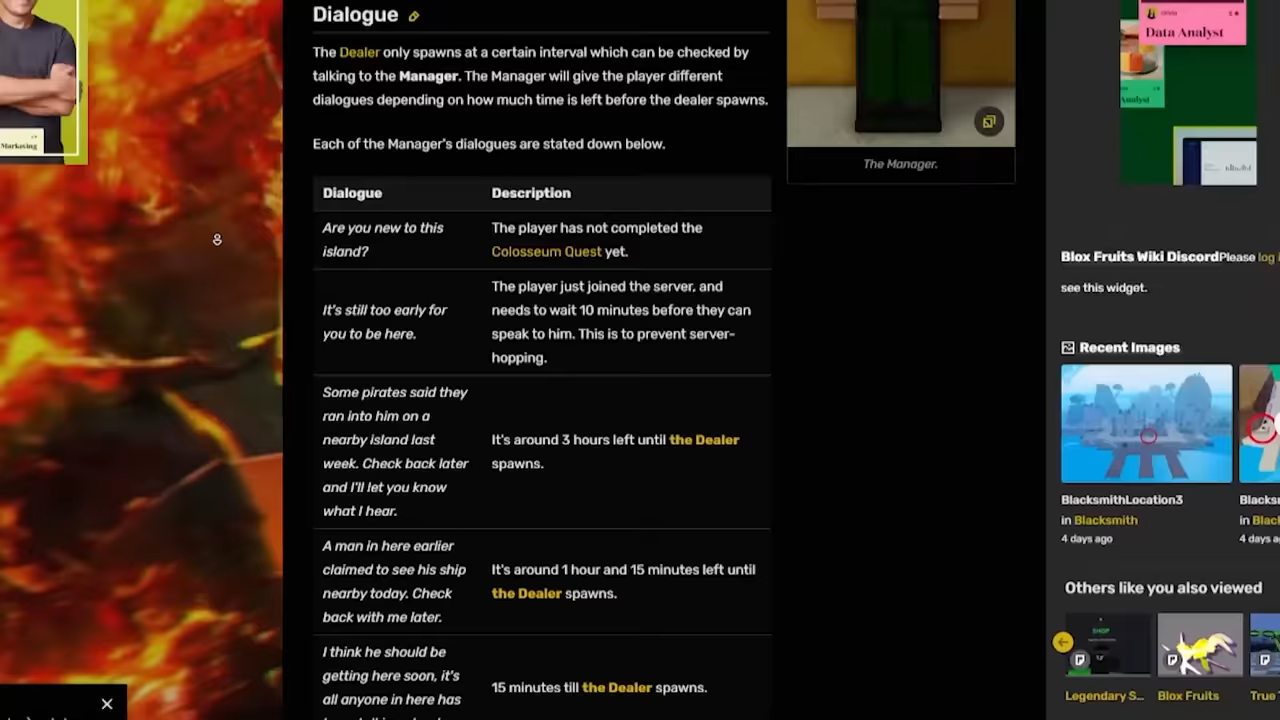 Dialogue
The Dealer only spawns at a certain interval which can be checked by
talking to the Manager. The Manager will give the player different
dialogues depending on how much time is left before the dealer spawns.
Each of the Manager's dialogues are stated down below.
Dialogue Description
Are you new to this
island?
The player has not completed the
Colosseum Quest yet.
It's still too early for
you to be here.
The player just joined the server, and
needs to wait 10 minutes before they can
speak to him. This is to prevent server-
hopping.
Some pirates said they
ran into him on a
nearby island last
week. Check back later
and I'll let you know
what I hear.
It's around 3 hours left until the Dealer
spawns.
A man in here earlier
claimed to see his ship
nearby today. Check
back with me later.
It's around 1 hour and 15 minutes left until
the Dealer spawns.
I think he should be
getting here soon, it's
all anyone in here has
15 minutes till the Dealer spawns.
The Manager.
Marketing
Data Analyst
Analyst
Blox Fruits Wiki DiscordPlease log
see this widget.
Recent Images
BlacksmithLocation3
in Blacksmith
4 days ago
Blacks
in Blac
4 days a
Others like you also viewed
SHOP
Legendary S...
Blox Fruits
True